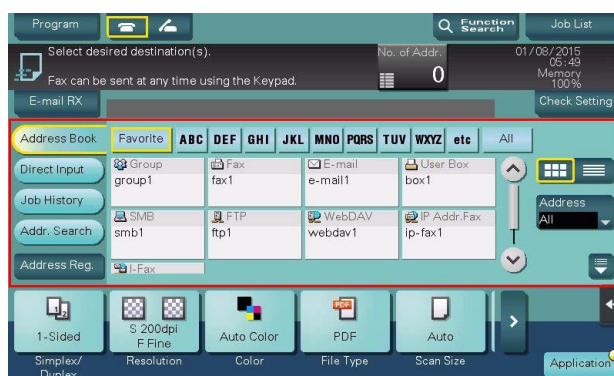 Program
Function
Search
Job List
Select desired destination(s).
Fax can be sent at any time using the Keypad.
No. of Addr.
0
01/08/2015
05:49
Memory
100%
E-mail RX
Check Setting
Address Book
Favorite ABC DEF GHI JKL MNO PQRS TUV WXYZ etc All
Direct Input
Group
group1
Fax
fax1
E-mail
e-mail1
User Box
box1
Job History
Addr. Search
SMB
smb1
FTP
ftp1
WebDAV
webdav1
IP Addr.Fax
ip-fax1
Address
All
Address Reg.
I-Fax
1-Sided
S 200dpi
F Fine
Auto Color
PDF
Auto
Simplex/
Duplex
Resolution
Color
File Type
Scan Size
Application